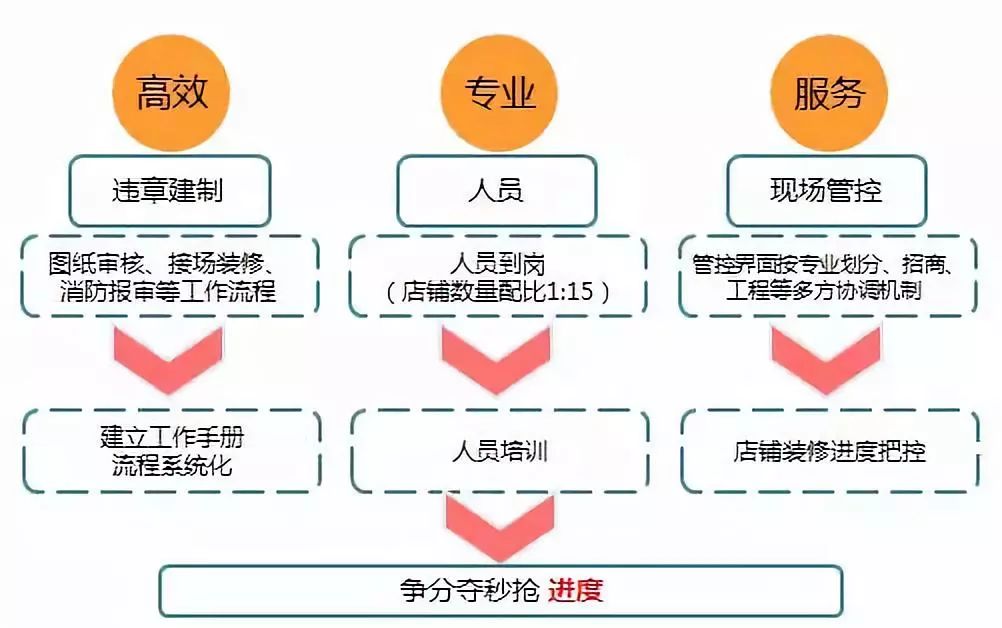 高效
专业
服务
违章建制
人员
现场管控
图纸审核、接场装修、
消防报审等工作流程
人员到岗
（店铺数量配比1:15）
管控界面按专业划分、招商、
工程等多方协调机制
建立工作手册
流程系统化
人员培训
店铺装修进度把控
争分夺秒抢 进度